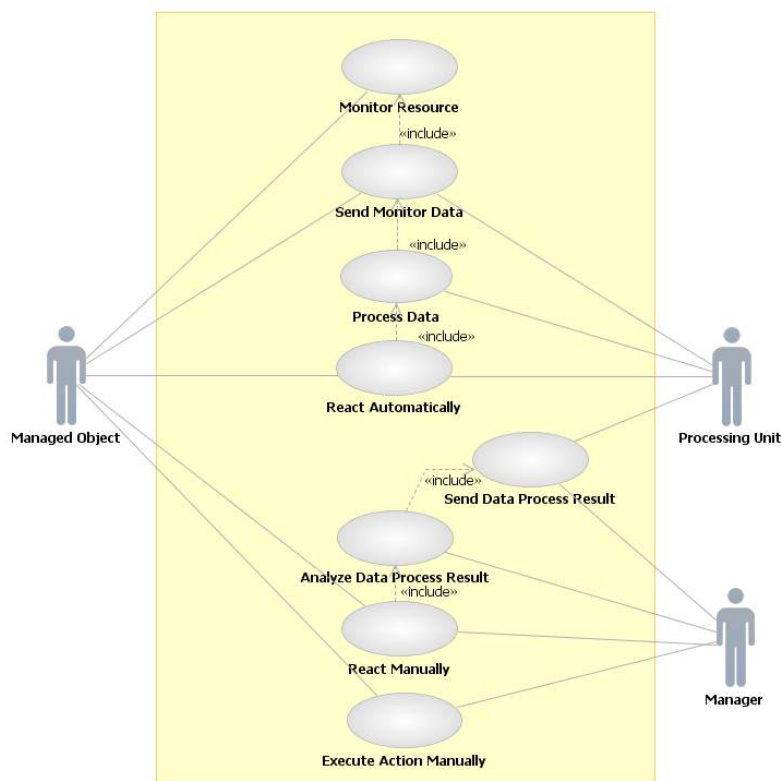 Monitor Resource
«include»
Send Monitor Data
«include»
Process Data
«include»
React Automatically
Managed Object
Processing Unit
«include»
Send Data Process Result
Analyze Data Process Result
«include»
React Manually
Manager
Execute Action Manually